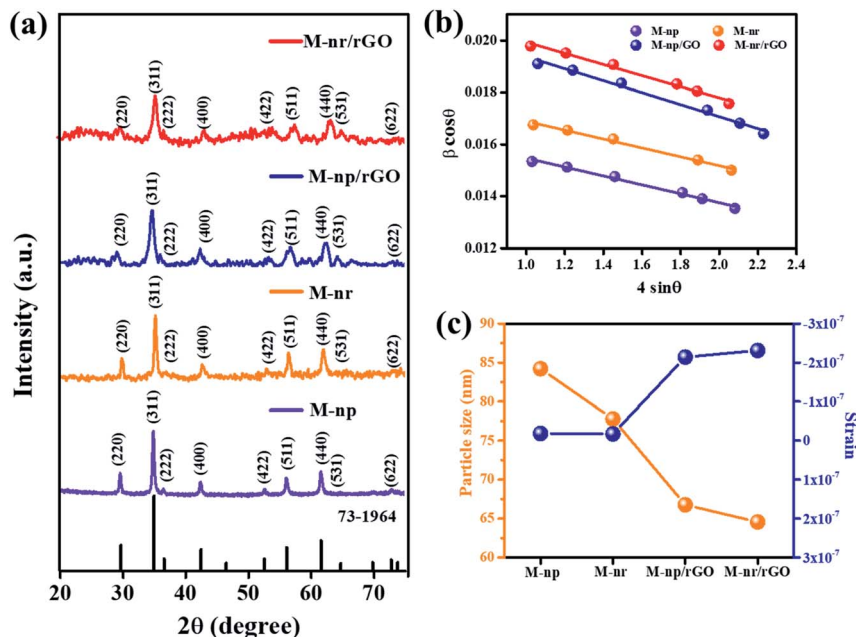 (a)
Intensity (a.u.)
M-nr/rGO
(220)
(311)
(222)
(400)
(422)
(511)
(440)
(531)
(622)
M-np/rGO
(220)
(311)
(222)
(400)
(422)
(511)
(440)
(531)
(622)
M-nr
(220)
(311)
(222)
(400)
(422)
(511)
(440)
(531)
(622)
M-np
(220)
(311)
(222)
(400)
(422)
(511)
(440)
(531)
(622)
73-1964
20 30 40 50 60 70
2θ (degree)
(b)
M-np M-nr
M-np/GO M-nr/rGO
β cosθ
0.020
0.018
0.016
0.014
0.012
1.0 1.2 1.4 1.6 1.8 2.0 2.2 2.4
4 sinθ
(c)
Particle size (nm)
90
85
80
75
70
65
60
-3x10⁻⁷
-2x10⁻⁷
-1x10⁻⁷
0
1x10⁻⁷
2x10⁻⁷
3x10⁻⁷
Strain
M-np M-nr M-np/rGO M-nr/rGO